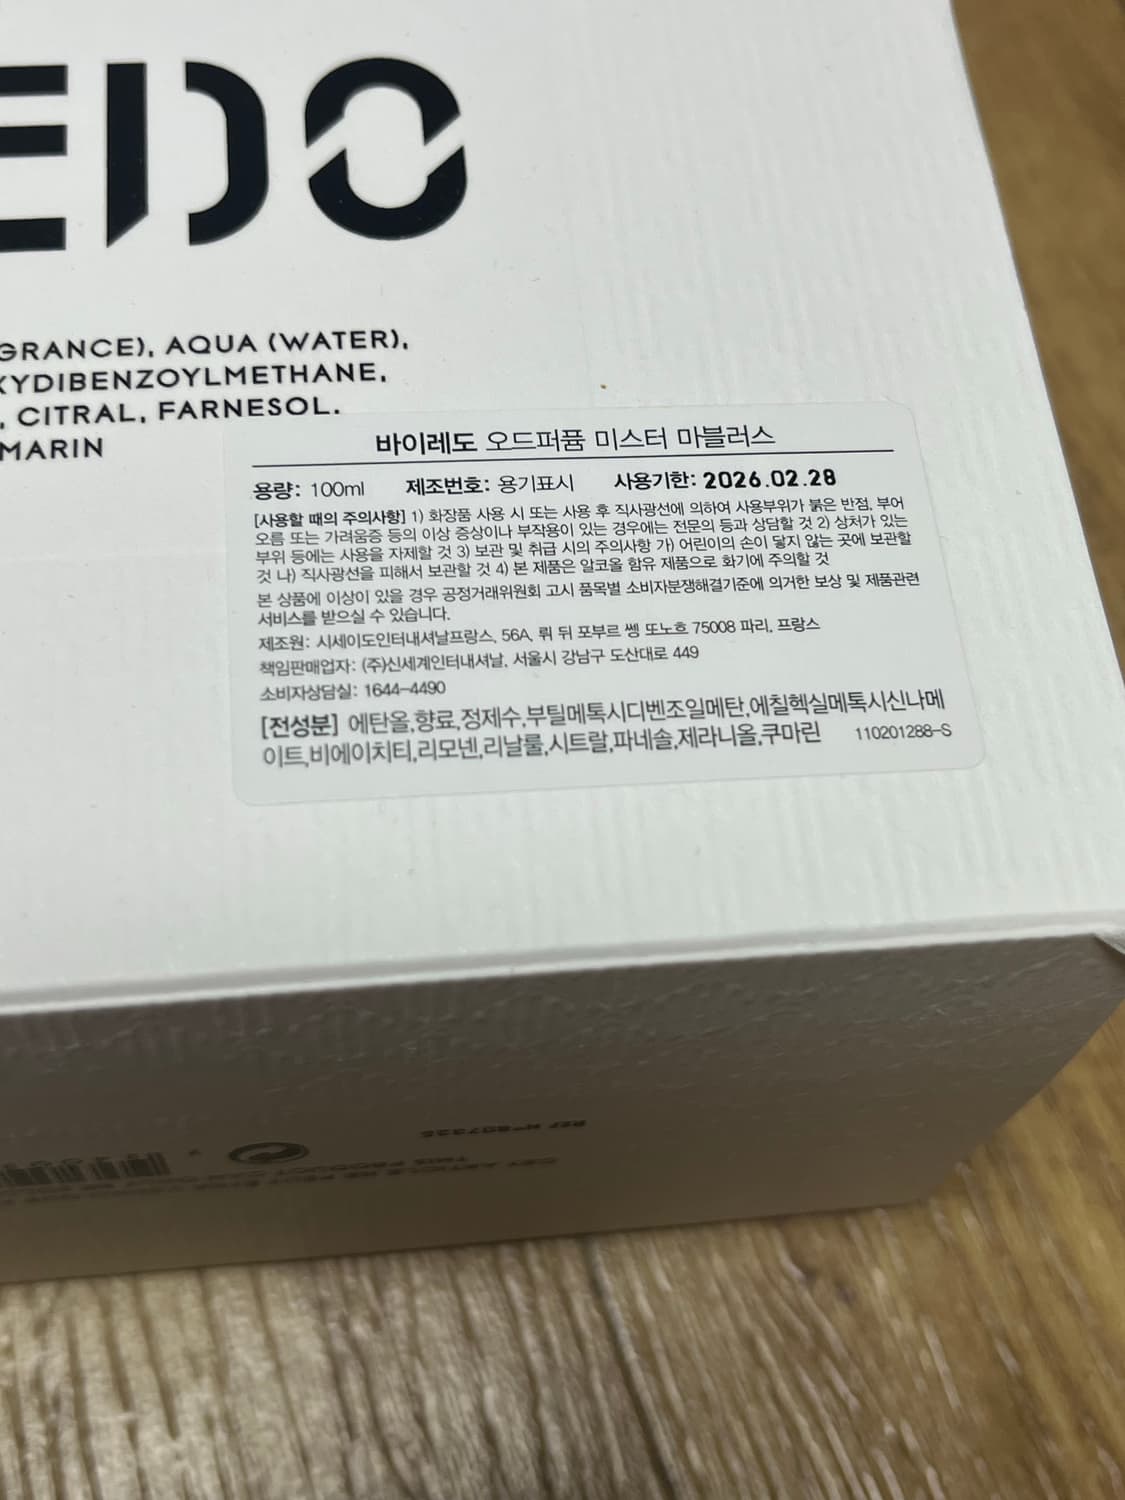 EDO
GRANCE), AQUA (WATER),
XYDIBENZOYLMETHANE,
, CITRAL, FARNESOL.
MARIN
바이레도 오드퍼퓸 미스터 마블러스
용량: 100ml 제조번호: 용기표시 사용기한: 2026.02.28
[사용할 때의 주의사항] 1) 화장품 사용 시 또는 사용 후 직사광선에 의하여 사용부위가 붉은 반점, 부어
오름 또는 가려움증 등의 이상 증상이나 부작용이 있는 경우에는 전문의 등과 상담할 것 2) 상처가 있는
부위 등에는 사용을 자제할 것 3) 보관 및 취급 시의 주의사항 가) 어린이의 손이 닿지 않는 곳에 보관할
것 나) 직사광선을 피해서 보관할 것 4) 본 제품은 알코올 함유 제품으로 화기에 주의할 것
본 상품에 이상이 있을 경우 공정거래위원회 고시 품목별 소비자분쟁해결기준에 의거한 보상 및 제품관련
서비스를 받으실 수 있습니다.
제조원: 시세이도인터내셔날프랑스, 56A, 뤼 뒤 포부르 쌩 또노흐 75008 파리, 프랑스
책임판매업자: (주)신세계인터내셔날, 서울시 강남구 도산대로 449
소비자상담실: 1644-4490
[전성분] 에탄올,향료,정제수,부틸메톡시디벤조일메탄,에칠헥실메톡시신나메
이트,비에이치티,리모넨,리날룰,시트랄,파네솔,제라니올,쿠마린 110201288-S
THIS PRODUCT